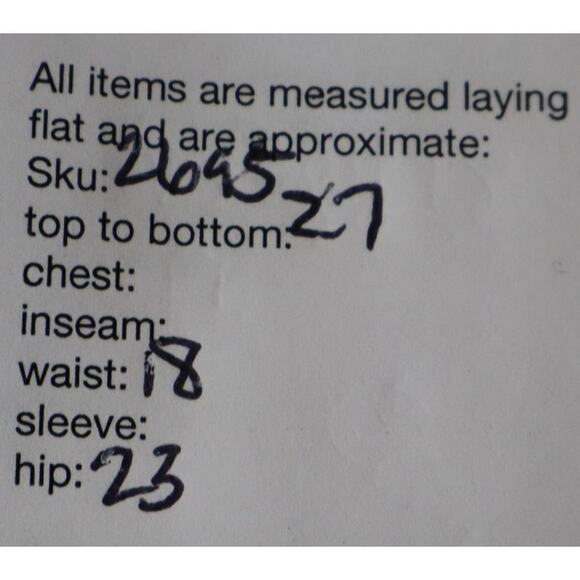 All items are measured laying
flat and are approximate:
Sku: 2695
top to bottom: 27
chest:
inseam:
waist: 18
sleeve:
hip: 23